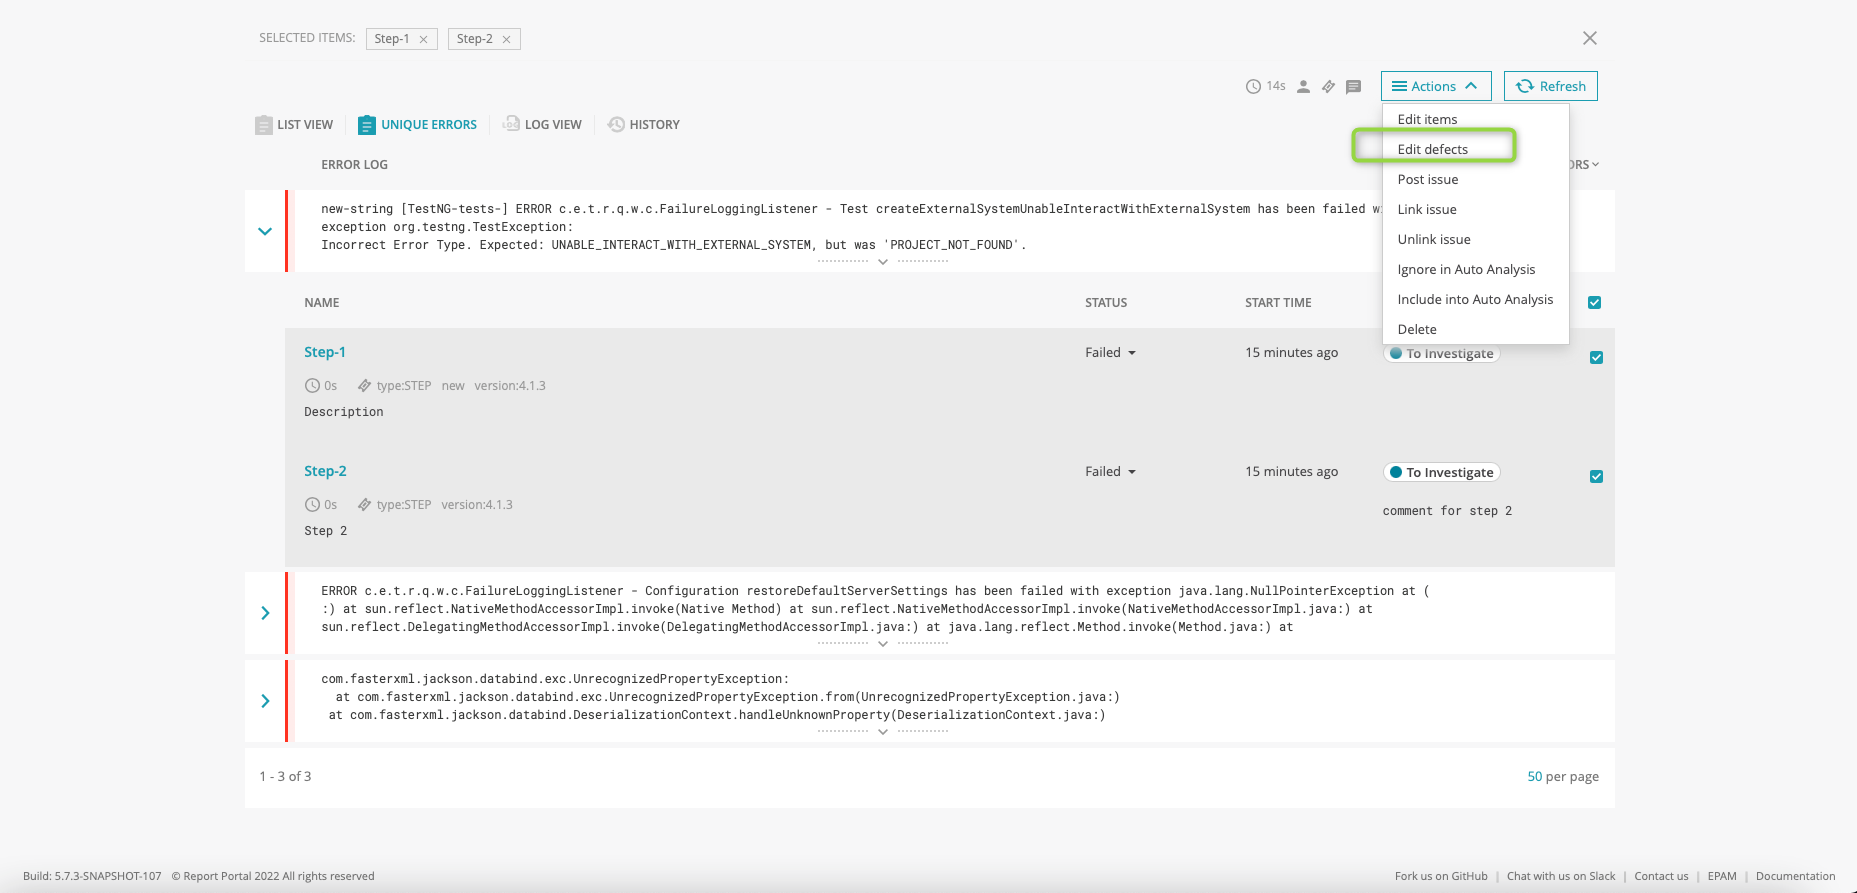 SELECTED ITEMS: Step-1 Step-2
14s Actions Refresh
LIST VIEW UNIQUE ERRORS LOG VIEW HISTORY
Edit items
Edit defects
Post issue
Link issue
Unlink issue
Ignore in Auto Analysis
Include into Auto Analysis
Delete
ERROR LOG
new-string [TestNG-tests-] ERROR c.e.t.r.q.w.c.FailureLoggingListener - Test createExternalSystemUnableInteractWithExternalSystem has been failed
exception org.testng.TestException:
Incorrect Error Type. Expected: UNABLE_INTERACT_WITH_EXTERNAL_SYSTEM, but was 'PROJECT_NOT_FOUND'.
NAME STATUS START TIME
Step-1 Failed 15 minutes ago To Investigate
0s type:STEP new version:4.1.3
Description
Step-2 Failed 15 minutes ago To Investigate
0s type:STEP version:4.1.3
comment for step 2
Step 2
ERROR c.e.t.r.q.w.c.FailureLoggingListener - Configuration restoreDefaultServerSettings has been failed with exception java.lang.NullPointerException at (
:) at sun.reflect.NativeMethodAccessorImpl.invoke(Native Method) at sun.reflect.NativeMethodAccessorImpl.invoke(NativeMethodAccessorImpl.java:) at
sun.reflect.DelegatingMethodAccessorImpl.invoke(DelegatingMethodAccessorImpl.java:) at java.lang.reflect.Method.invoke(Method.java:) at
com.fasterxml.jackson.databind.exc.UnrecognizedPropertyException:
at com.fasterxml.jackson.databind.exc.UnrecognizedPropertyException.from(UnrecognizedPropertyException.java:)
at com.fasterxml.jackson.databind.DeserializationContext.handleUnknownProperty(DeserializationContext.java:)
1 - 3 of 3 50 per page
Build: 5.7.3-SNAPSHOT-107 © Report Portal 2022 All rights reserved Fork us on GitHub | Chat with us on Slack | Contact us | EPAM | Documentation